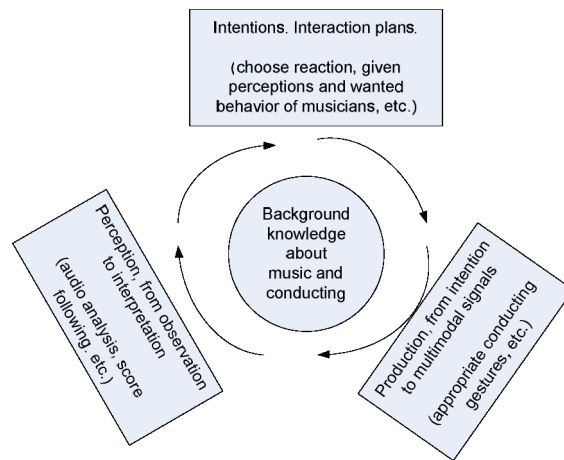 Intentions. Interaction plans.
(choose reaction, given
perceptions and wanted
behavior of musicians, etc.)
Background
knowledge
about
music and
conducting
Perception, from observation
to interpretation
(audio analysis, score
following. etc.)
Production, from intention
to multimodal signals
(appropriate conducting
gestures, etc.)